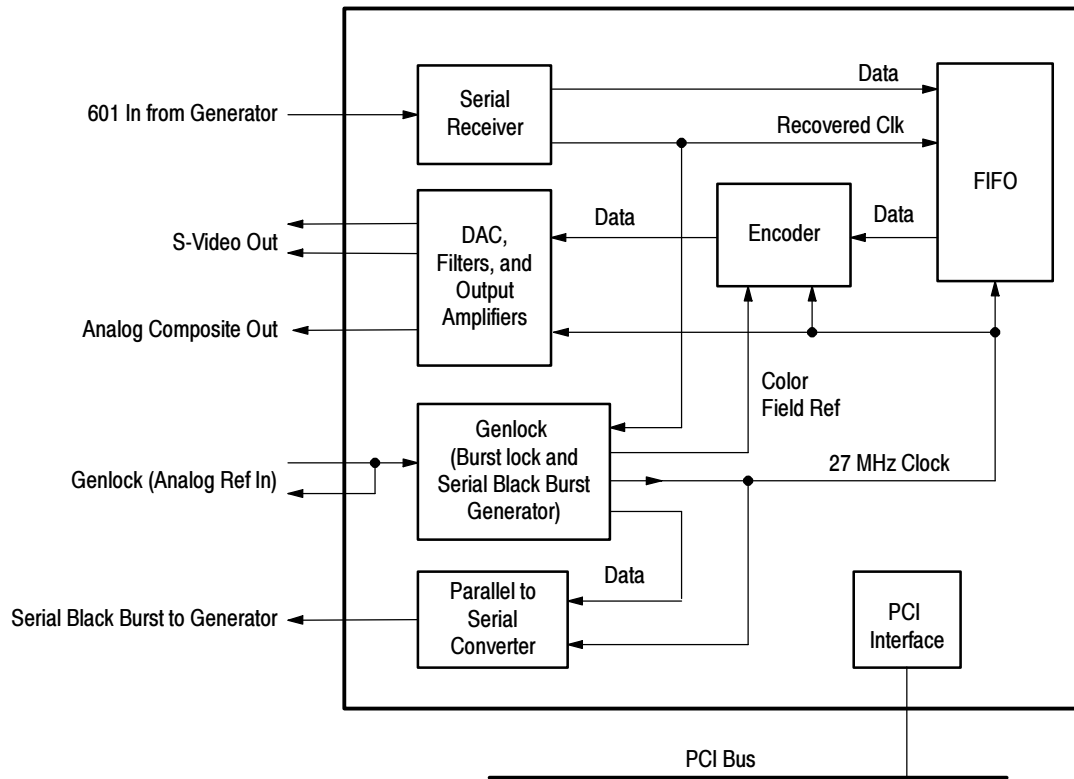 Data
601 In from Generator
Serial
Receiver
Recovered Clk
FIFO
S-Video Out
DAC,
Filters, and
Output
Amplifiers
Data
Encoder
Data
Analog Composite Out
Color
Field Ref
Genlock (Analog Ref In)
Genlock
(Burst lock and
Serial Black Burst
Generator)
27 MHz Clock
Data
Serial Black Burst to Generator
Parallel to
Serial
Converter
PCI
Interface
PCI Bus